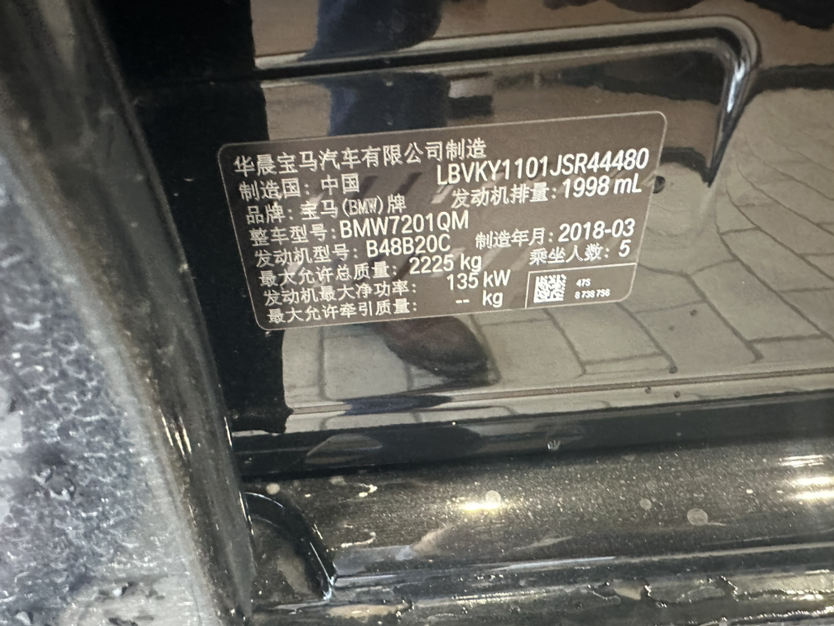 华晨宝马汽车有限公司制造
制造国：中国 LBVKY1101JSR44480
品牌：宝马(BMW)牌 发动机排量：1998 mL
整车型号：BMW7201QM
发动机型号：B48B20C 制造年月：2018-03
最大允许总质量：2225 kg 乘坐人数：5
发动机最大净功率：135 kW
最大允许牵引质量：-- kg
475
8 738 756